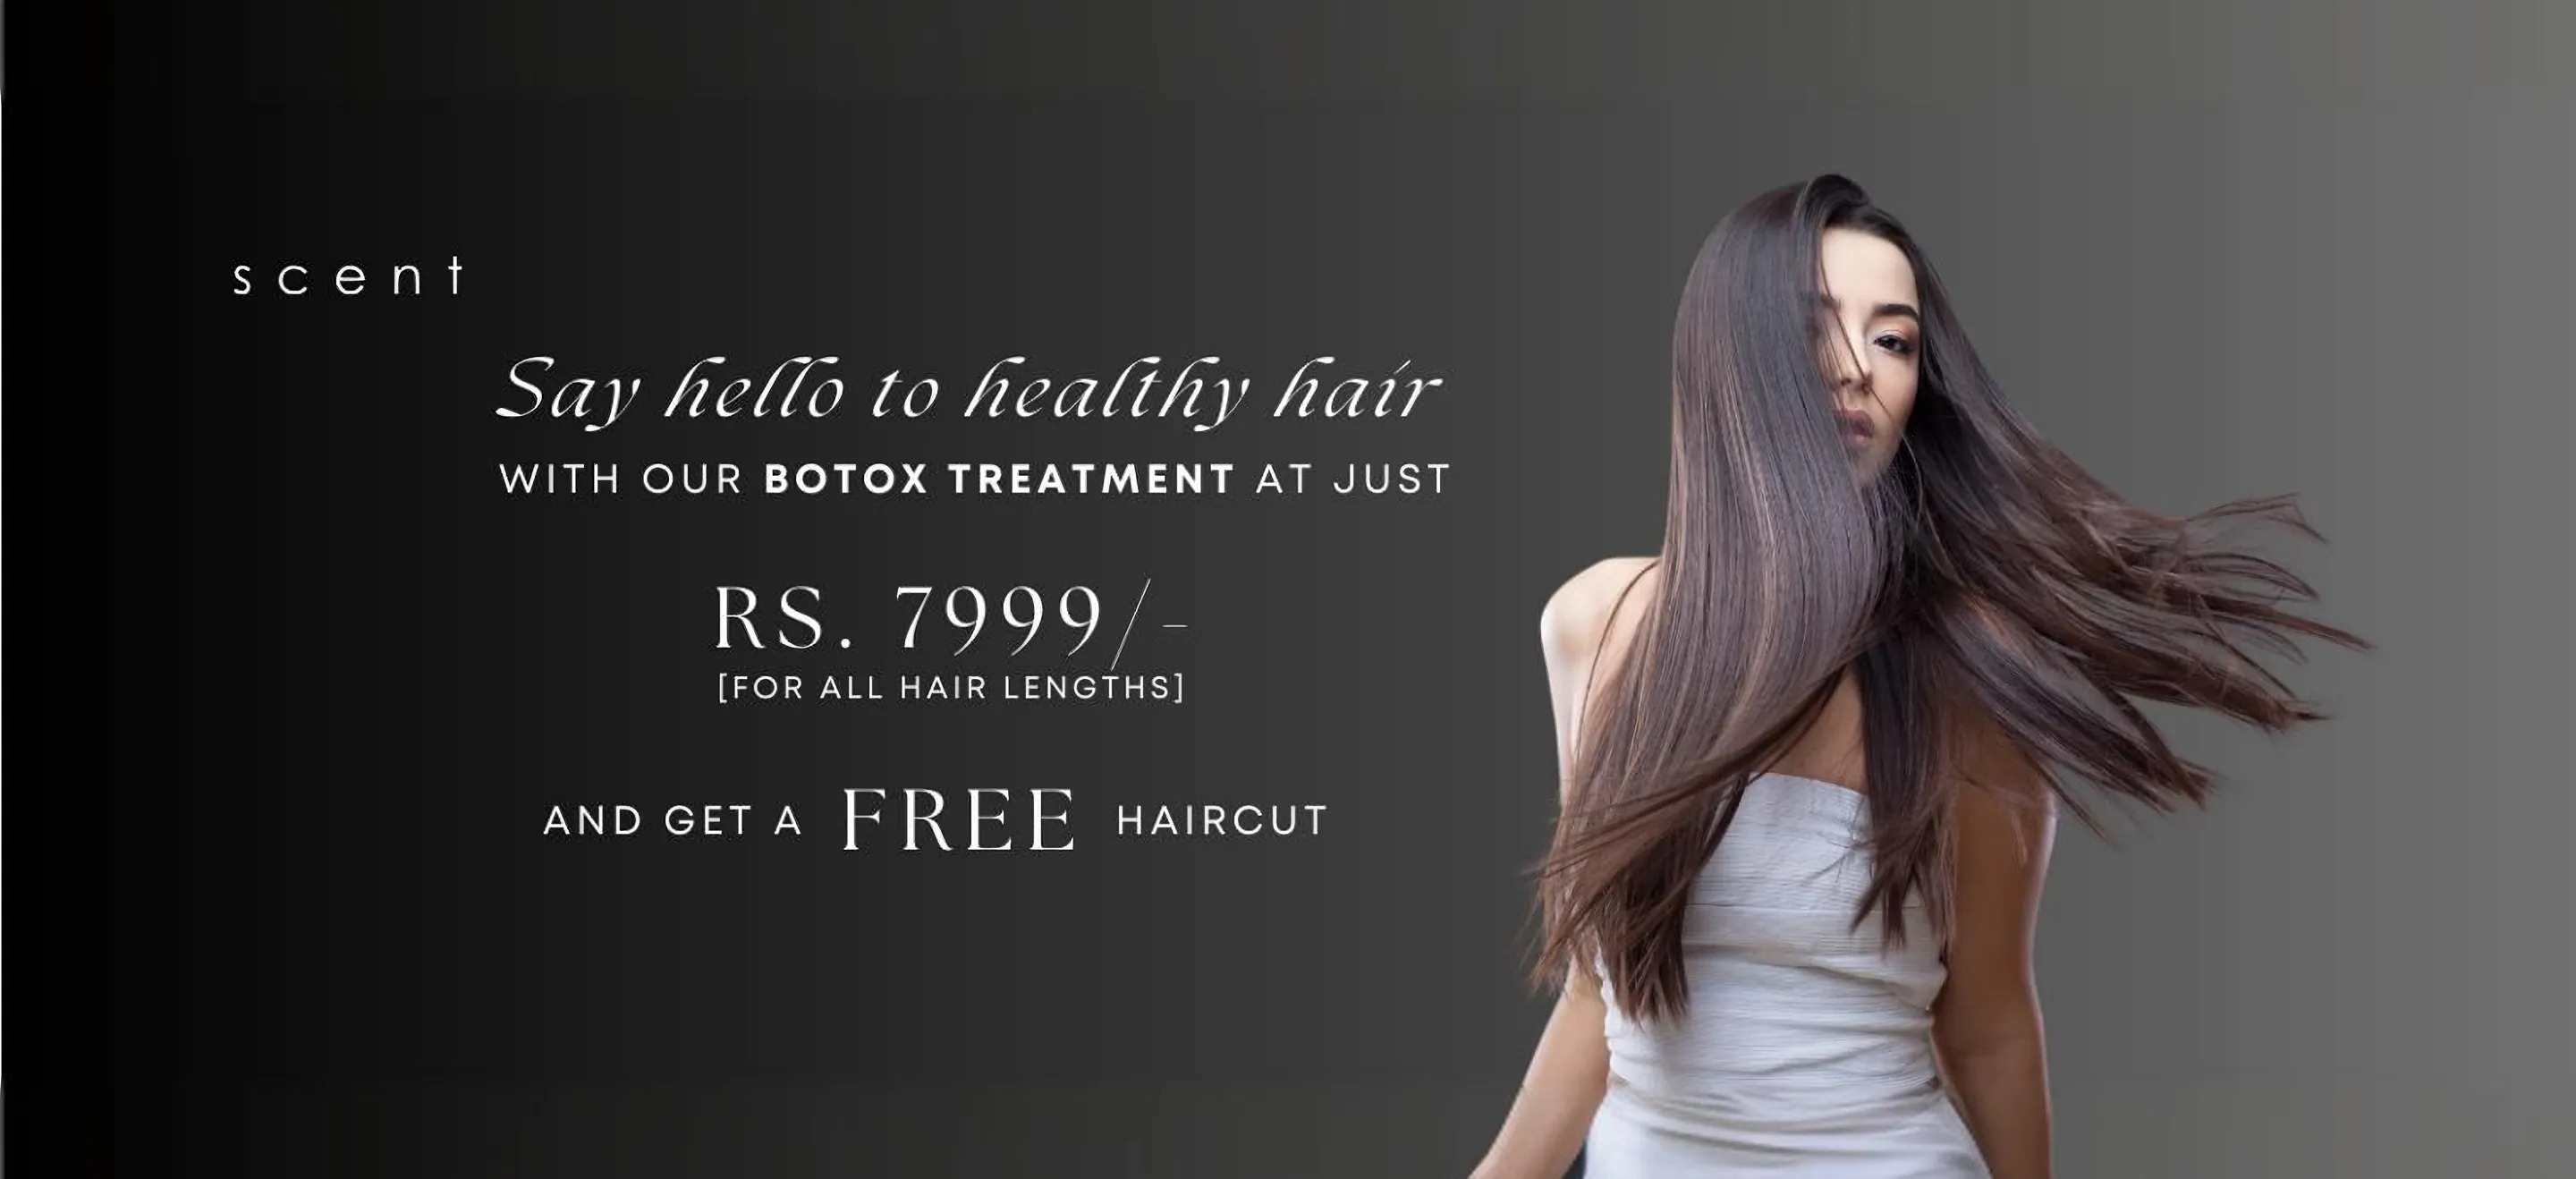 scent
Say hello to healthy hair
WITH OUR BOTOX TREATMENT AT JUST
RS. 7999/-
[FOR ALL HAIR LENGTHS]
AND GET A FREE HAIRCUT